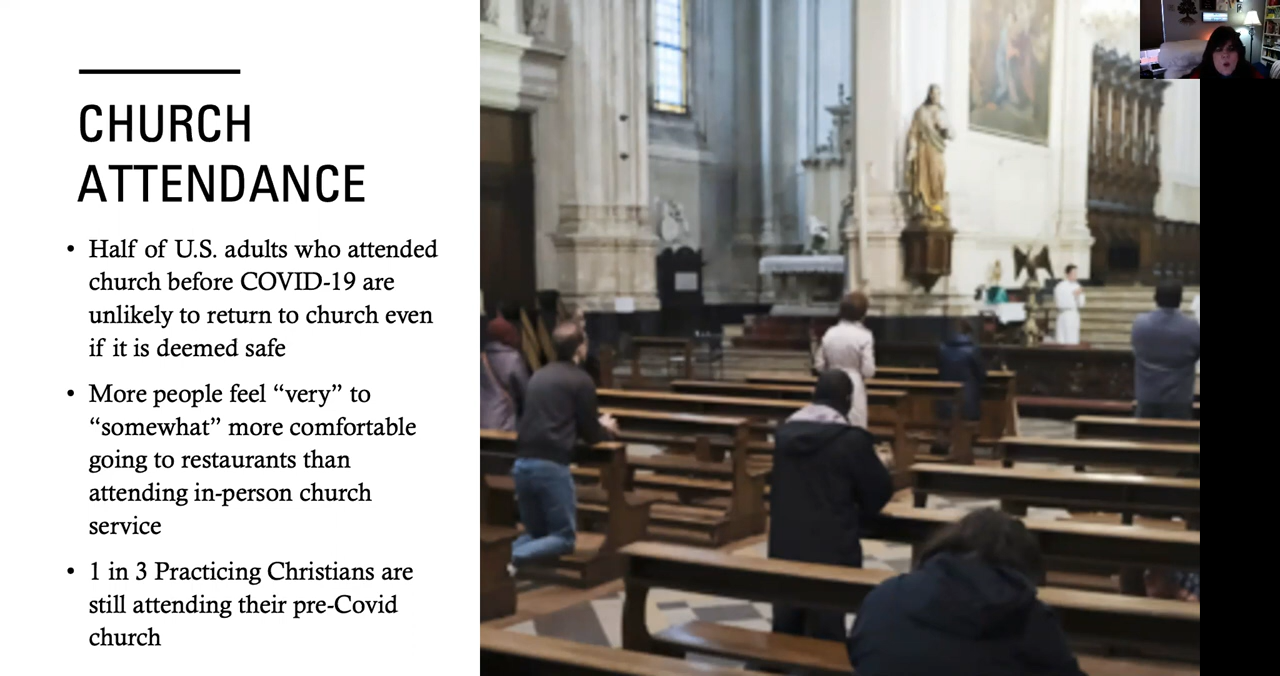 CHURCH
ATTENDANCE
• Half of U.S. adults who attended
church before COVID-19 are
unlikely to return to church even
if it is deemed safe
• More people feel “very” to
“somewhat” more comfortable
going to restaurants than
attending in-person church
service
• 1 in 3 Practicing Christians are
still attending their pre-Covid
church